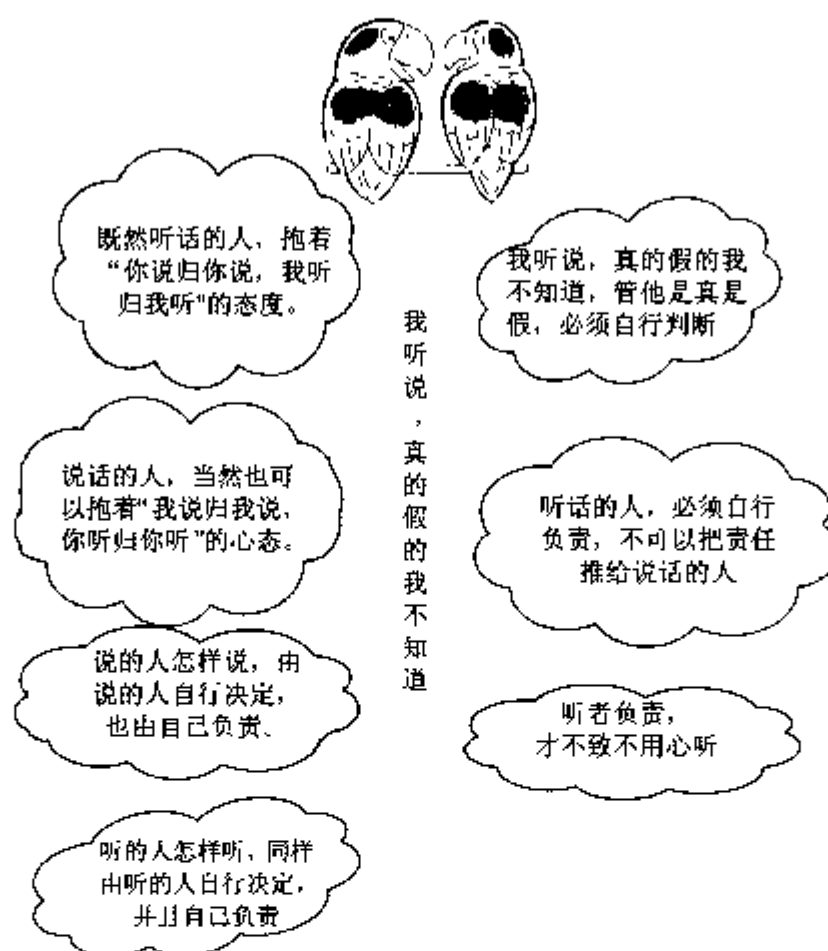 既然听话的人，抱着
“你说归你说，我听
归我听”的态度。
说话的人，当然也可
以抱着“我说归我说，
你听归你听”的心态。
说的人怎样说，由
说的人自行决定，
也由自己负责、
听的人怎样听，同样
由听的人自行决定，
并且自己负责
我听说，真的假的我不知道
我听说，真的假的我
不知道，管他是真是
假，必须自行判断
听话的人，必须自行
负责，不可以把责任
推给说话的人
听者负责，
才不致不用心听